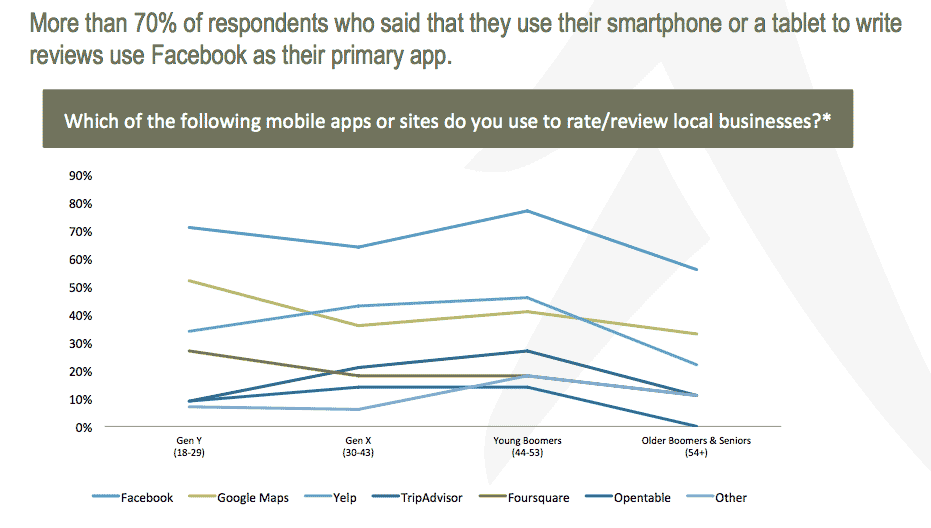 More than 70% of respondents who said that they use their smartphone or a tablet to write
reviews use Facebook as their primary app.
Which of the following mobile apps or sites do you use to rate/review local businesses?*
90%
80%
70%
60%
50%
40%
30%
20%
10%
0%
Gen Y Gen X Young Boomers Older Boomers & Seniors
(18-29) (30-43) (44-53) (54+)
Facebook Google Maps Yelp TripAdvisor Foursquare Opentable Other